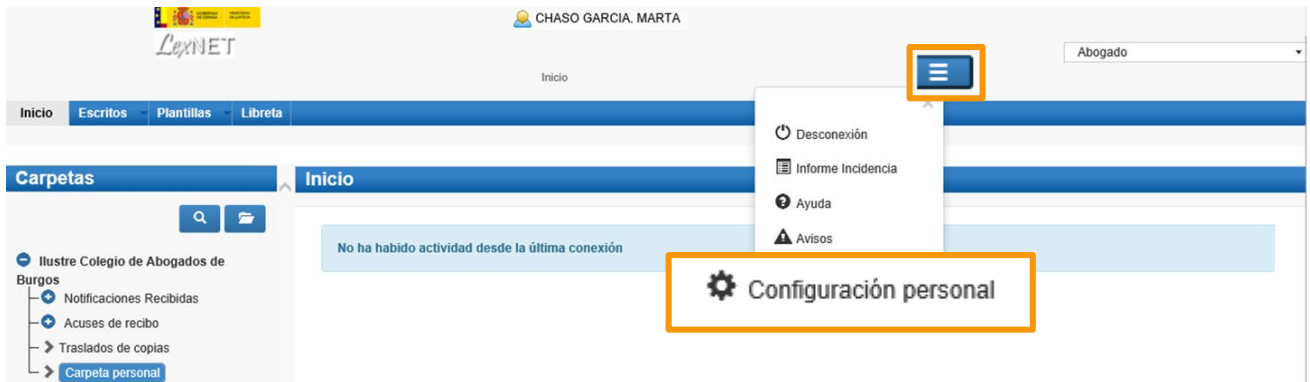 CHASO GARCIA, MARTA
LexNET
Abogado
Inicio
Inicio Escritos Plantillas Libreta
Desconexión
Informe Incidencia
Ayuda
Avisos
Configuración personal
Carpetas
Inicio
No ha habido actividad desde la última conexión
Ilustre Colegio de Abogados de
Burgos
Notificaciones Recibidas
Acuses de recibo
Traslados de copias
Carpeta personal